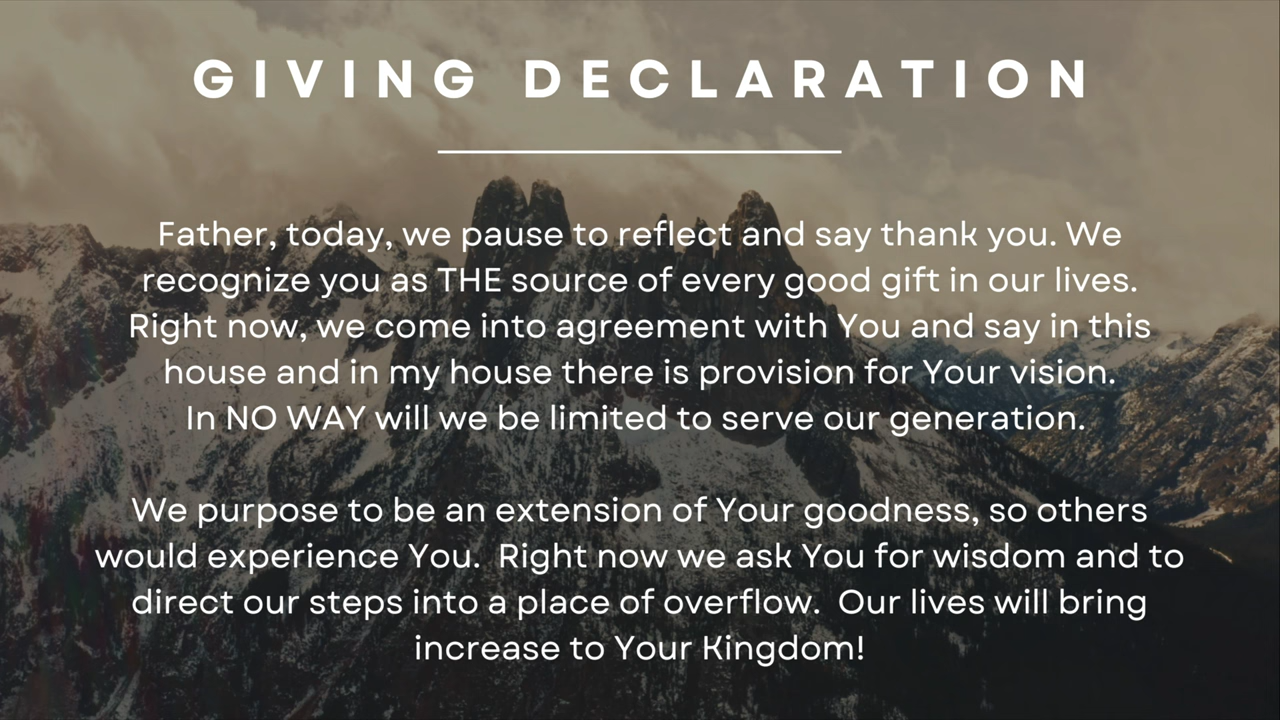 GIVING DECLARATION
Father, today, we pause to reflect and say thank you. We
recognize you as THE source of every good gift in our lives.
Right now, we come into agreement with You and say in this
house and in my house there is provision for Your vision.
In NO WAY will we be limited to serve our generation.
We purpose to be an extension of Your goodness, so others
would experience You.  Right now we ask You for wisdom and to
direct our steps into a place of overflow.  Our lives will bring
increase to Your Kingdom!